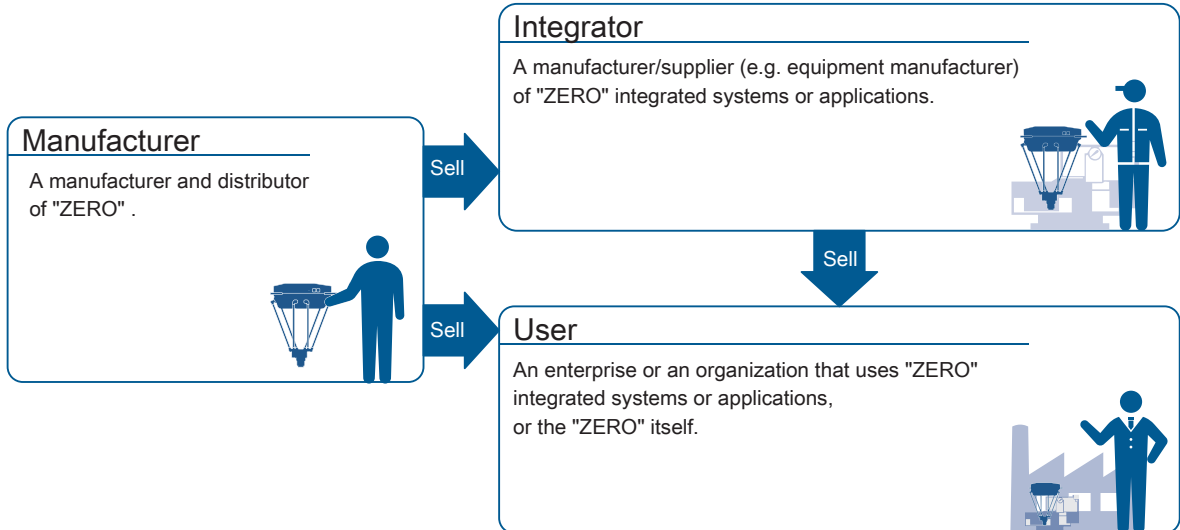 Manufacturer
A manufacturer and distributor
of "ZERO" .
Sell
Sell
Integrator
A manufacturer/supplier (e.g. equipment manufacturer)
of "ZERO" integrated systems or applications.
Sell
User
An enterprise or an organization that uses "ZERO"
integrated systems or applications,
or the "ZERO" itself.